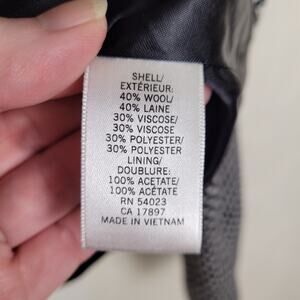 SHELL/
EXTÉRIEUR:
40% WOOL/
40% LAINE
30% VISCOSE/
30% VISCOSE
30% POLYESTER/
30% POLYESTER
LINING/
DOUBLURE:
100% ACETATE/
100% ACÉTATE
RN 54023
CA 17897
MADE IN VIETNAM